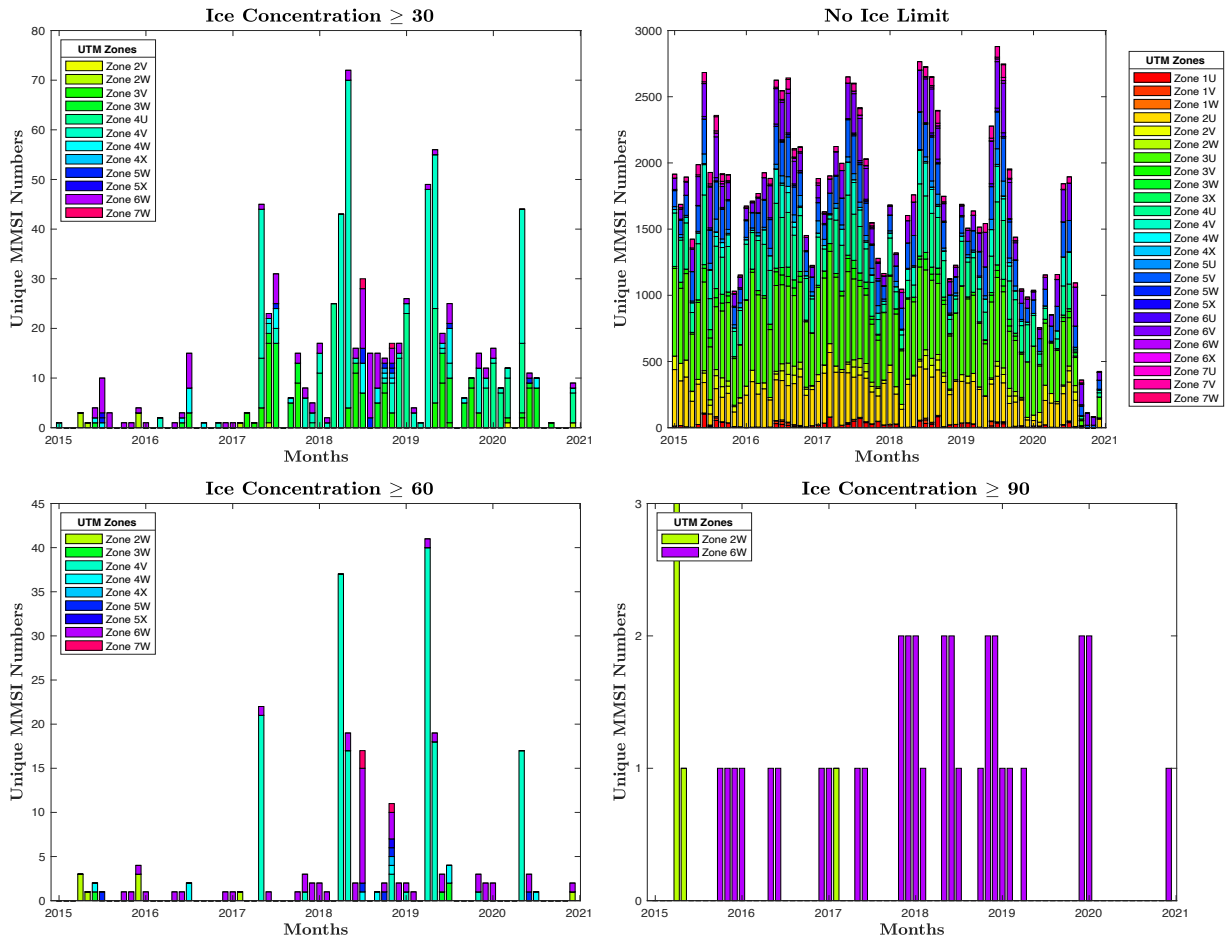 Ice Concentration ≥ 30
80
70
60
50
40
30
20
10
0
Unique MMSI Numbers
UTM Zones
Zone 2V
Zone 2W
Zone 3V
Zone 3W
Zone 4U
Zone 4V
Zone 4W
Zone 4X
Zone 5W
Zone 5X
Zone 6W
Zone 7W
2015 2016 2017 2018 2019 2020 2021
Months
No Ice Limit
3000
2500
2000
1500
1000
500
0
Unique MMSI Numbers
2015 2016 2017 2018 2019 2020 2021
Months
UTM Zones
Zone 1U
Zone 1V
Zone 1W
Zone 2U
Zone 2V
Zone 2W
Zone 3U
Zone 3V
Zone 3W
Zone 3X
Zone 4U
Zone 4V
Zone 4W
Zone 4X
Zone 5U
Zone 5V
Zone 5W
Zone 5X
Zone 6U
Zone 6V
Zone 6W
Zone 6X
Zone 7U
Zone 7V
Zone 7W
Ice Concentration ≥ 60
45
40
35
30
25
20
15
10
5
0
Unique MMSI Numbers
UTM Zones
Zone 2W
Zone 3W
Zone 4V
Zone 4W
Zone 4X
Zone 5W
Zone 5X
Zone 6W
Zone 7W
2015 2016 2017 2018 2019 2020 2021
Months
Ice Concentration ≥ 90
3
2
1
0
Unique MMSI Numbers
UTM Zones
Zone 2W
Zone 6W
2015 2016 2017 2018 2019 2020 2021
Months